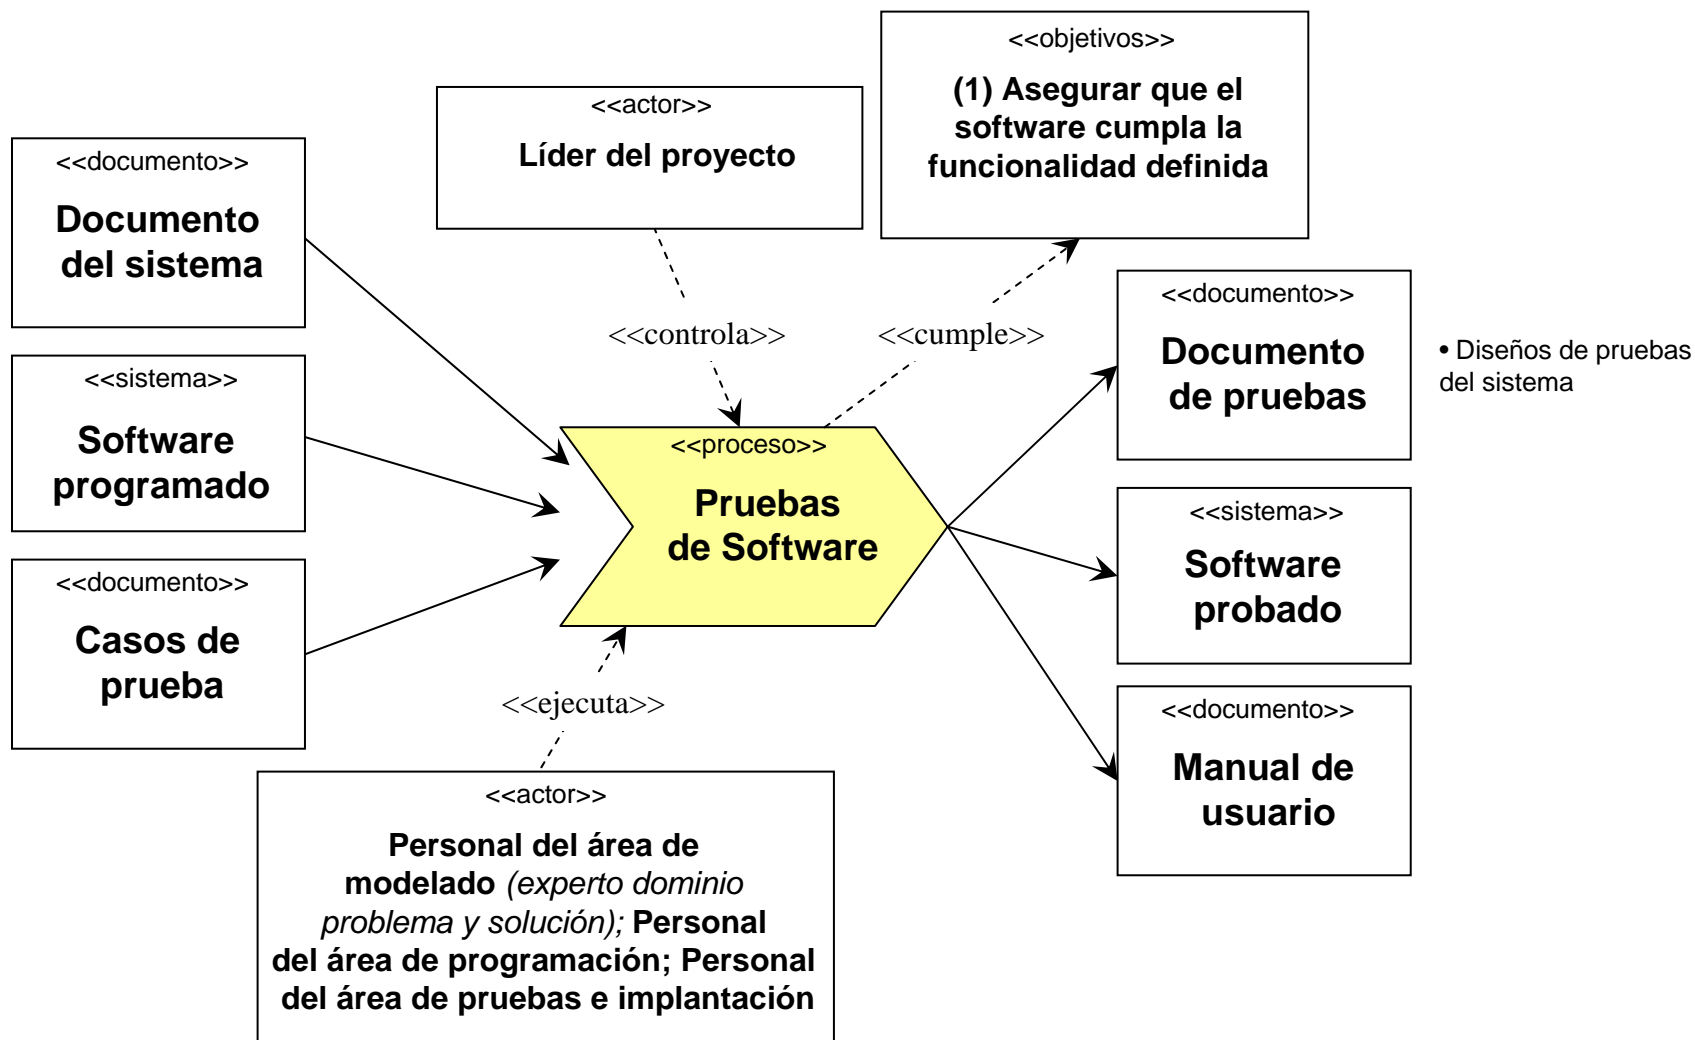 <<objetivos>>
(1) Asegurar que el
software cumpla la
funcionalidad definida
<<actor>>
Líder del proyecto
<<documento>>
Documento
del sistema
<<sistema>>
Software
programado
<<documento>>
Casos de
prueba
<<controla>>
<<cumple>>
<<proceso>>
Pruebas
de Software
<<ejecuta>>
<<actor>>
Personal del área de
modelado (experto dominio
problema y solución); Personal
del área de programación; Personal
del área de pruebas e implantación
<<documento>>
Documento
de pruebas
• Diseños de pruebas
del sistema
<<sistema>>
Software
probado
<<documento>>
Manual de
usuario